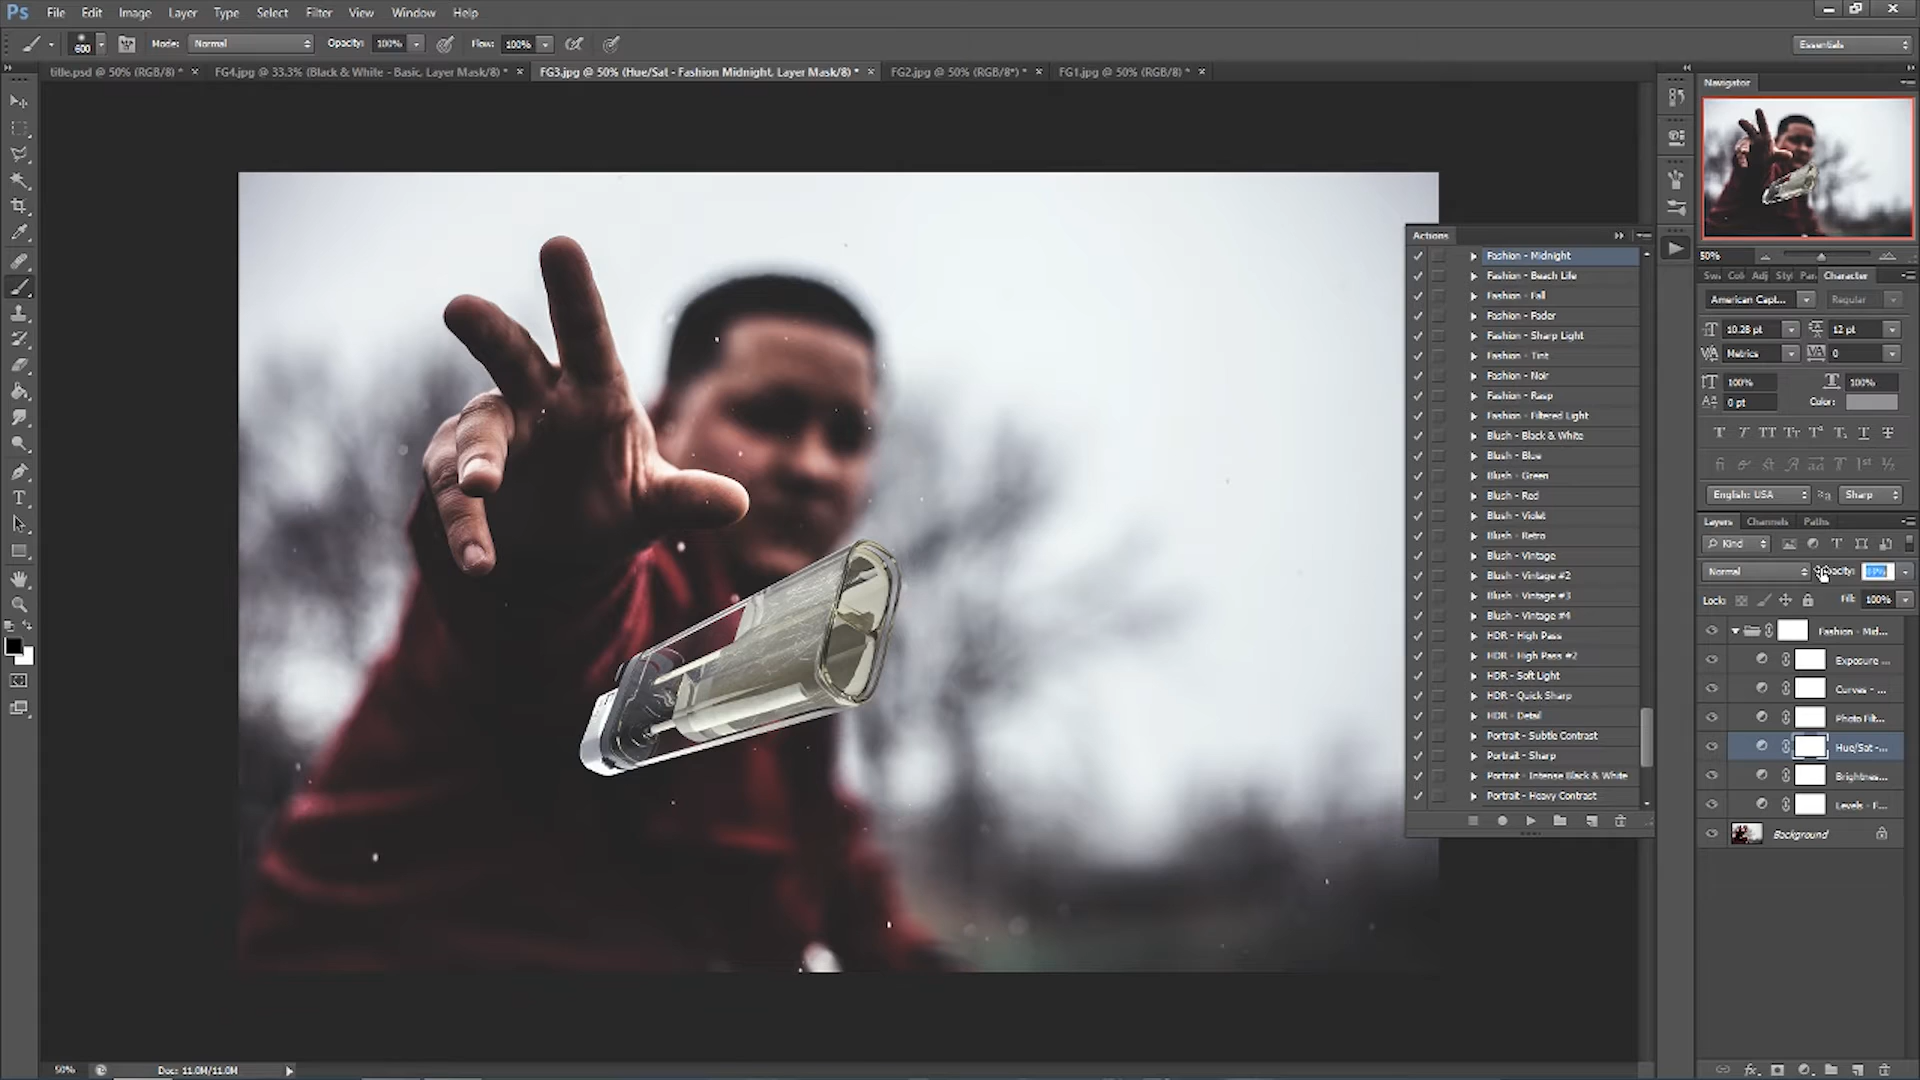 Ps File Edit Image Layer Type Select Filter View Window Help
600 Mode: Normal Opacity: 100% Flow: 100% Essentials
title.psd @ 50% (RGB/8) * × FG4.jpg @ 33.3% (Black & White - Basic, Layer Mask/8) * × FG3.jpg @ 50% (Hue/Sat - Fashion Midnight, Layer Mask/8) * × FG2.jpg @ 50% (RGB/8*) * × FG1.jpg @ 50% (RGB/8) * ×
Navigator
50%
Character
American Capt... Regular
10.28 pt 12 pt
Metrics 0
100% 100%
0 pt Color:
English: USA Sharp
Layers Channels Paths
Kind
Normal Opacity:
Lock: Fill: 100%
Fashion - Mid...
Exposure ...
Curves - ...
Photo Filt...
Hue/Sat -...
Brightnes...
Levels - F...
Background
Actions
Fashion - Midnight
Fashion - Beach Life
Fashion - Fall
Fashion - Fader
Fashion - Sharp Light
Fashion - Tint
Fashion - Noir
Fashion - Rasp
Fashion - Filtered Light
Blush - Black & White
Blush - Blue
Blush - Green
Blush - Red
Blush - Violet
Blush - Retro
Blush - Vintage
Blush - Vintage #2
Blush - Vintage #3
Blush - Vintage #4
HDR - High Pass
HDR - High Pass #2
HDR - Soft Light
HDR - Quick Sharp
HDR - Detail
Portrait - Subtle Contrast
Portrait - Sharp
Portrait - Intense Black & White
Portrait - Heavy Contrast
50% Doc: 11.0M/11.0M